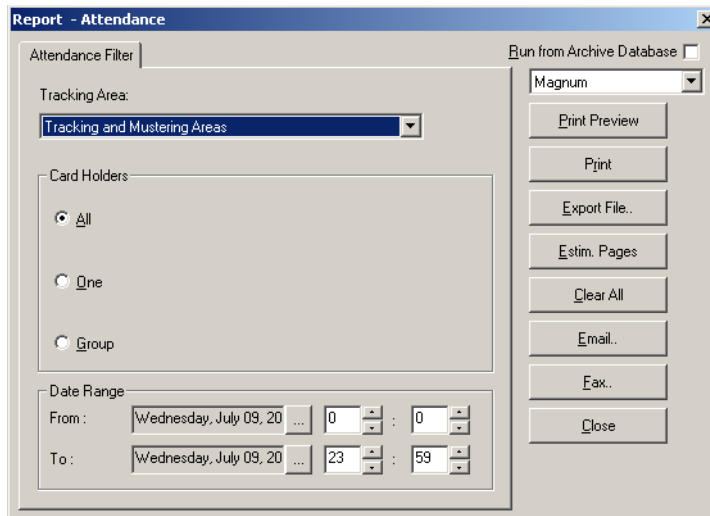 Report - Attendance
Attendance Filter
Run from Archive Database
Magnum
Tracking Area:
Tracking and Mustering Areas
Card Holders
All
One
Group
Print Preview
Print
Export File..
Estim. Pages
Clear All
Email..
Fax..
Close
Date Range
From : Wednesday, July 09, 20 ... 0 : 0
To : Wednesday, July 09, 20 ... 23 : 59